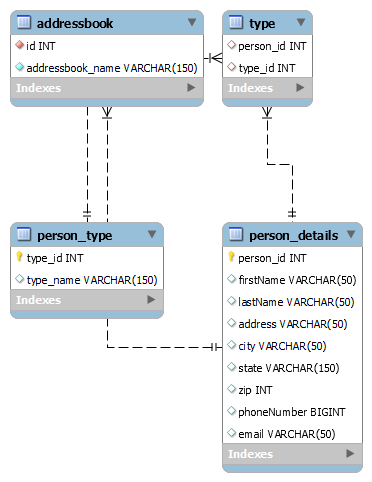 addressbook
id INT
addressbook_name VARCHAR(150)
Indexes
type
person_id INT
type_id INT
Indexes
person_type
type_id INT
type_name VARCHAR(150)
Indexes
person_details
person_id INT
firstName VARCHAR(50)
lastName VARCHAR(50)
address VARCHAR(50)
city VARCHAR(50)
state VARCHAR(150)
zip INT
phoneNumber BIGINT
email VARCHAR(50)
Indexes